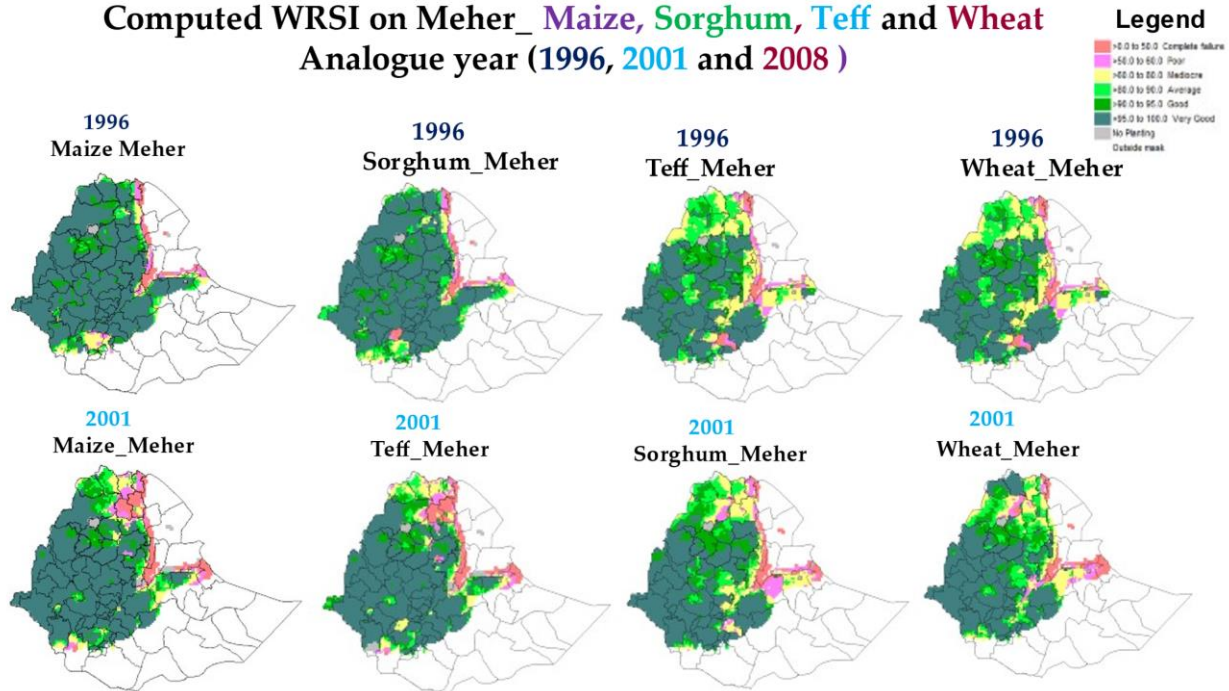 Computed WRSI on Meher_ Maize, Sorghum, Teff and Wheat
Analogue year (1996, 2001 and 2008 )
Legend
>0.0 to 50.0 Complete failure
>50.0 to 60.0 Poor
>60.0 to 80.0 Mediocre
>80.0 to 90.0 Average
>90.0 to 95.0 Good
>95.0 to 100.0 Very Good
No Planting
Outside mask
1996
Maize Meher
1996
Sorghum_Meher
1996
Teff_Meher
1996
Wheat_Meher
2001
Maize_Meher
2001
Teff_Meher
2001
Sorghum_Meher
2001
Wheat_Meher